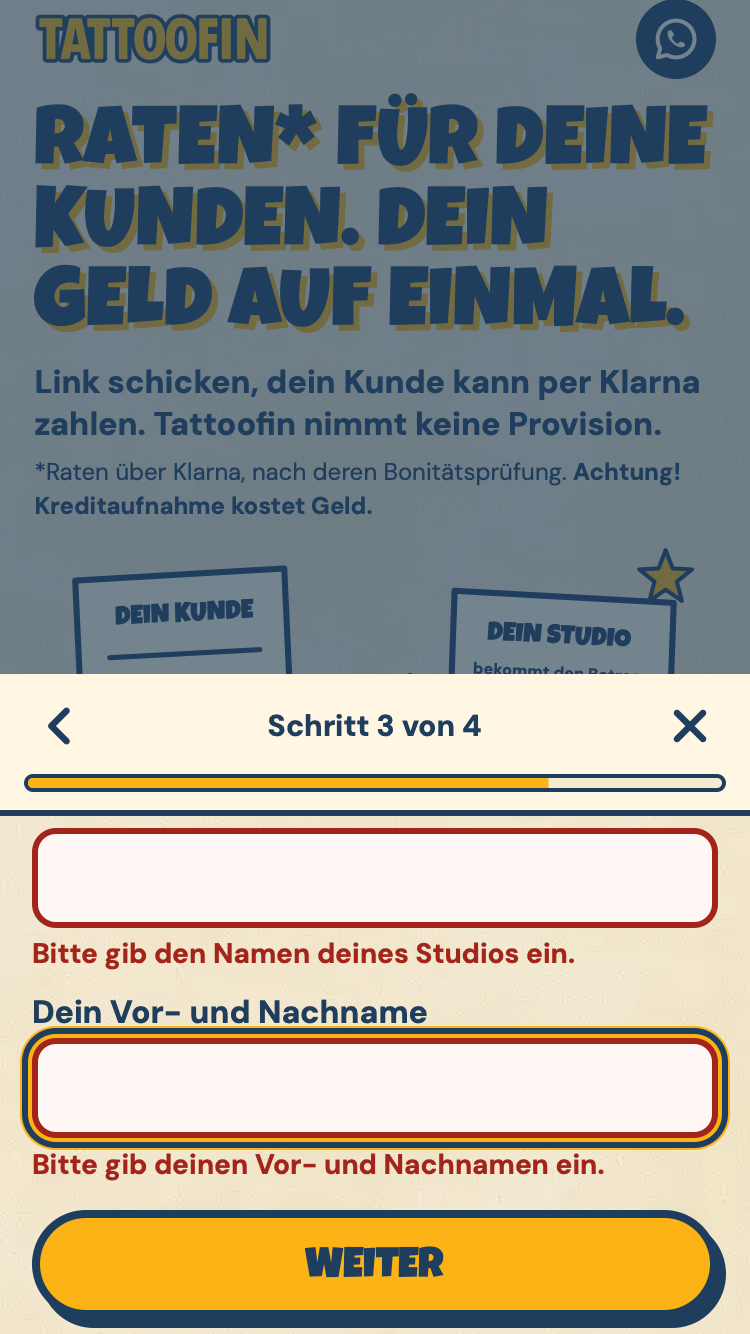 TATTOOFIN
RATEN* FÜR DEINE
KUNDEN. DEIN
GELD AUF EINMAL.
Link schicken, dein Kunde kann per Klarna
zahlen. Tattoofin nimmt keine Provision.
*Raten über Klarna, nach deren Bonitätsprüfung. Achtung!
Kreditaufnahme kostet Geld.
DEIN KUNDE
DEIN STUDIO
bekommt den
Schritt 3 von 4
Bitte gib den Namen deines Studios ein.
Dein Vor- und Nachname
Bitte gib deinen Vor- und Nachnamen ein.
WEITER